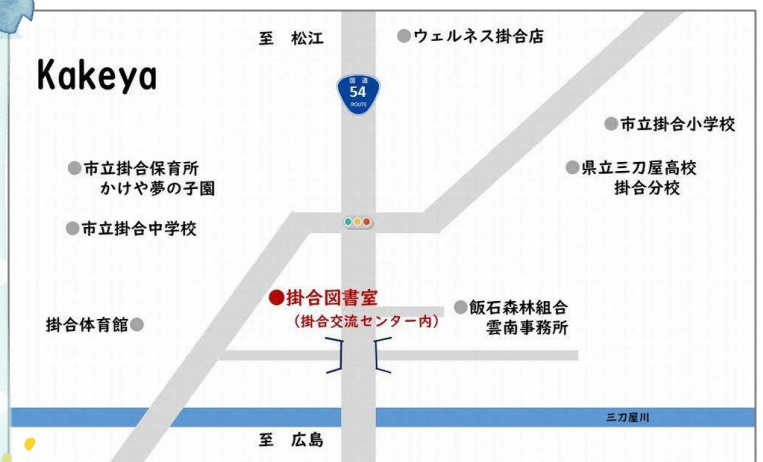 至 松江
ウェルネス掛合店
Kakeya
国道
54
ROUTE
市立掛合小学校
市立掛合保育所
かけや夢の子園
県立三刀屋高校
掛合分校
市立掛合中学校
掛合図書室
(掛合交流センター内)
飯石森林組合
雲南事務所
掛合体育館
三刀屋川
至 広島